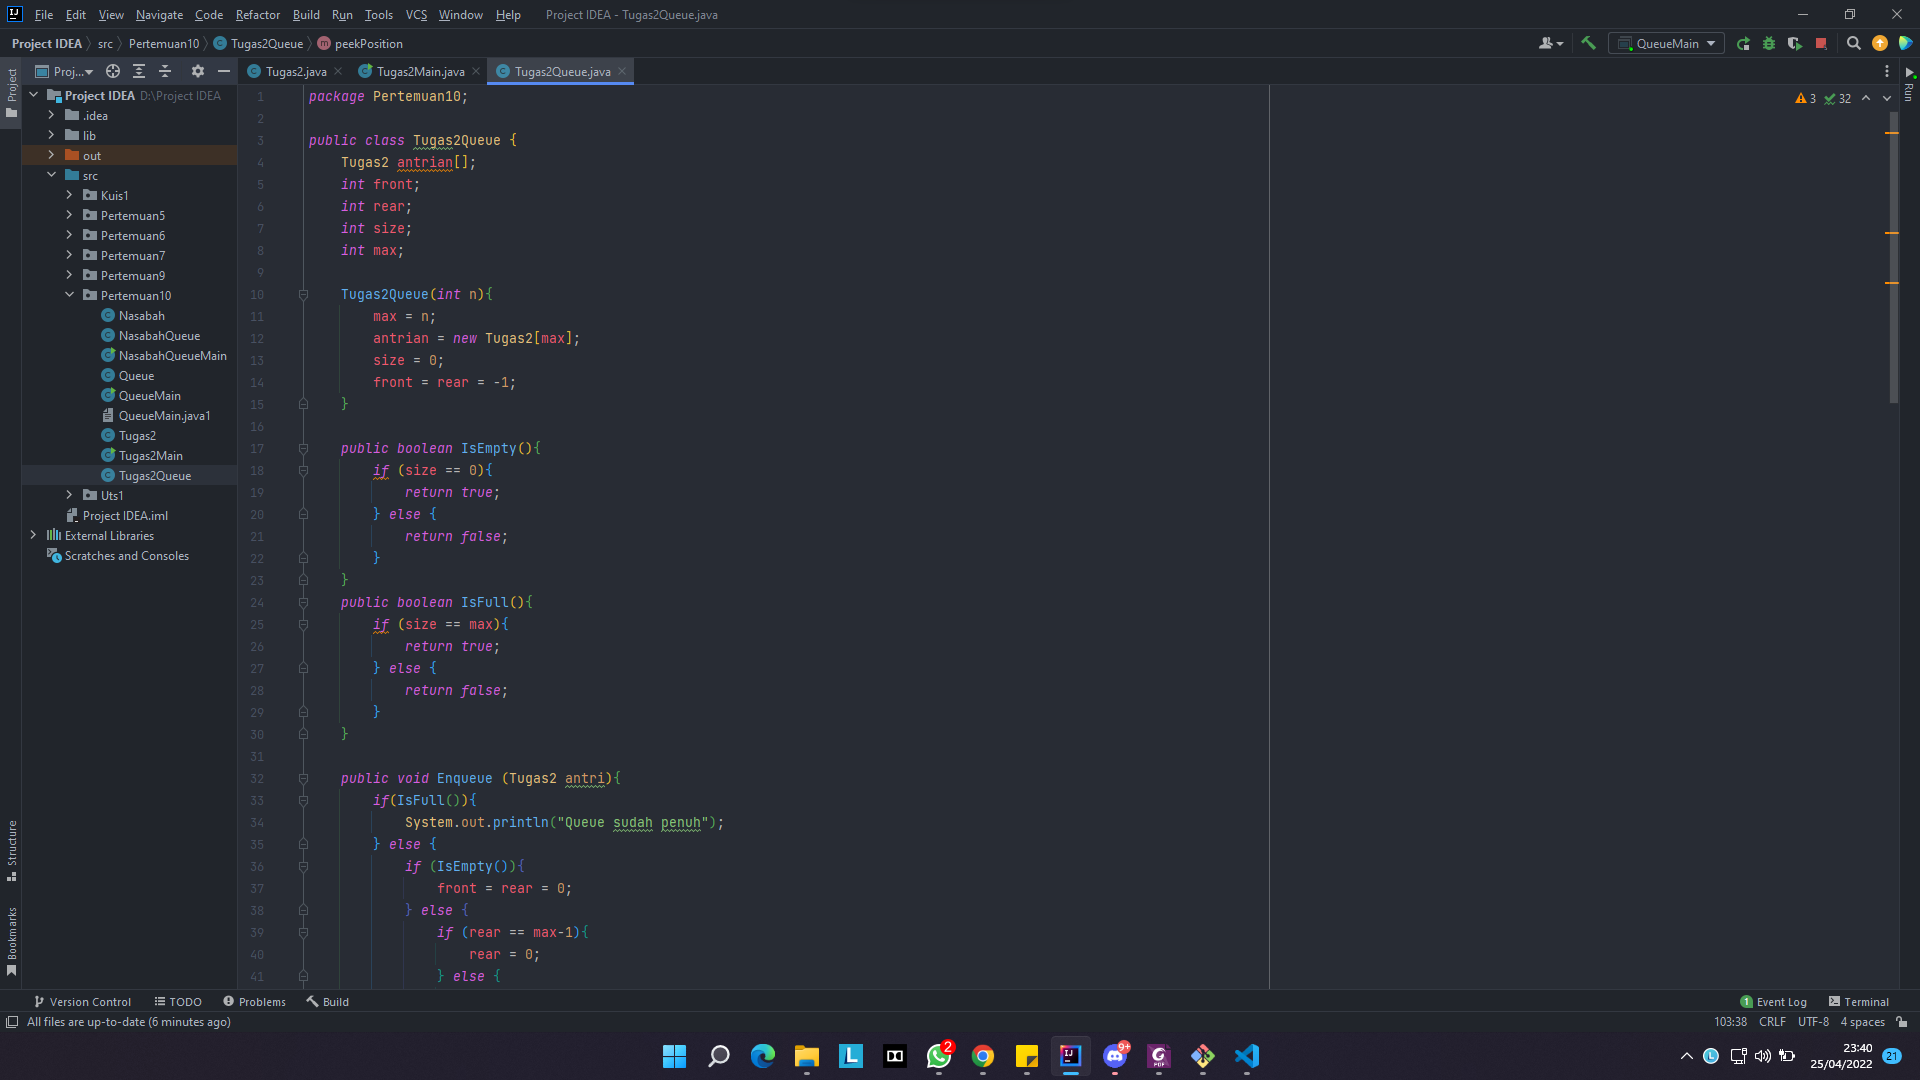 File Edit View Navigate Code Refactor Build Run Tools VCS Window Help Project IDEA - Tugas2Queue.java
Project IDEA src Pertemuan10 Tugas2Queue peekPosition QueueMain
Project
Proj...
Tugas2.java Tugas2Main.java Tugas2Queue.java
Run
Project IDEA D:\Project IDEA
.idea
lib
out
src
Kuis1
Pertemuan5
Pertemuan6
Pertemuan7
Pertemuan9
Pertemuan10
Nasabah
NasabahQueue
NasabahQueueMain
Queue
QueueMain
QueueMain.java1
Tugas2
Tugas2Main
Tugas2Queue
Uts1
Project IDEA.iml
External Libraries
Scratches and Consoles
Structure
Bookmarks
3 32
1 package Pertemuan10;
2
3 public class Tugas2Queue {
4 Tugas2 antrian[];
5 int front;
6 int rear;
7 int size;
8 int max;
9
10 Tugas2Queue(int n){
11 max = n;
12 antrian = new Tugas2[max];
13 size = 0;
14 front = rear = -1;
15 }
16
17 public boolean IsEmpty(){
18 if (size == 0){
19 return true;
20 } else {
21 return false;
22 }
23 }
24 public boolean IsFull(){
25 if (size == max){
26 return true;
27 } else {
28 return false;
29 }
30 }
31
32 public void Enqueue (Tugas2 antri){
33 if(IsFull()){
34 System.out.println("Queue sudah penuh");
35 } else {
36 if (IsEmpty()){
37 front = rear = 0;
38 } else {
39 if (rear == max-1){
40 rear = 0;
41 } else {
Version Control TODO Problems Build 1 Event Log Terminal
All files are up-to-date (6 minutes ago) 103:38 CRLF UTF-8 4 spaces
2 9+
23:40
25/04/2022 21